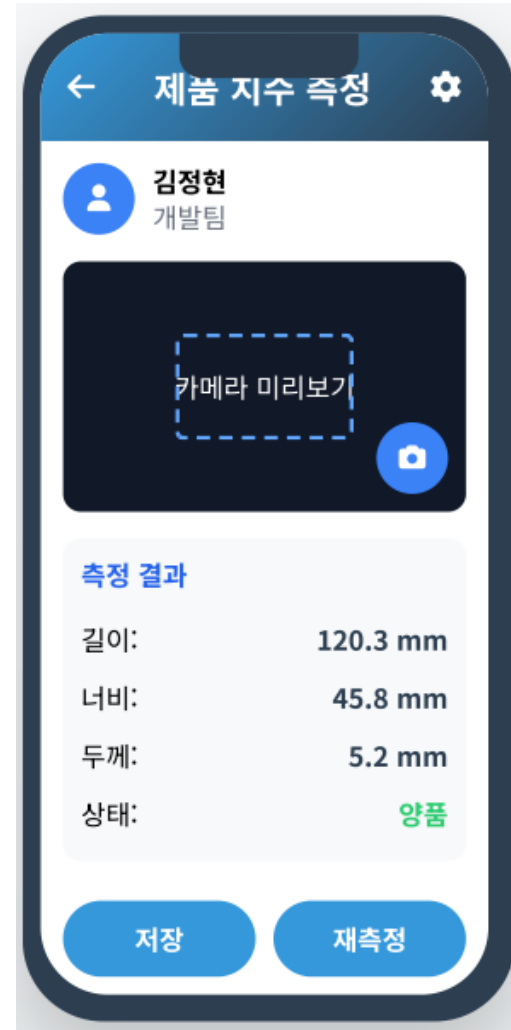 제품 지수 측정
김정현
개발팀
카메라 미리보기
측정 결과
길이: 120.3 mm
너비: 45.8 mm
두께: 5.2 mm
상태: 양품
저장 재측정